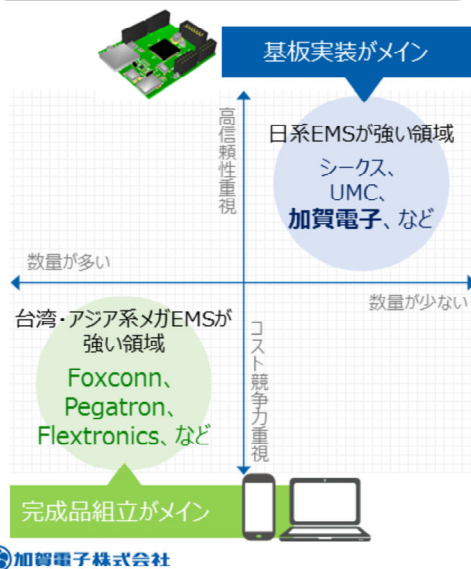 基板実装がメイン
高信頼性重視
日系EMSが強い領域
シークス、
UMC、
加賀電子、など
数量が多い
数量が少ない
台湾・アジア系メガEMSが
強い領域
Foxconn、
Pegatron、
Flextronics、など
コスト競争力重視
完成品組立がメイン
加賀電子株式会社